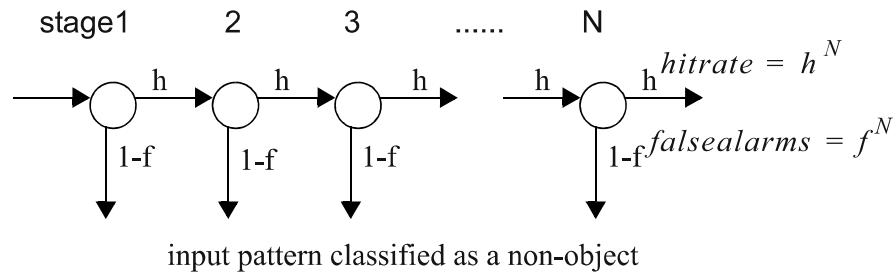 stage1 2 3 ...... N
h h h h h
hitrate = h^N
1-f 1-f 1-f 1-f
falsealarms = f^N
input pattern classified as a non-object